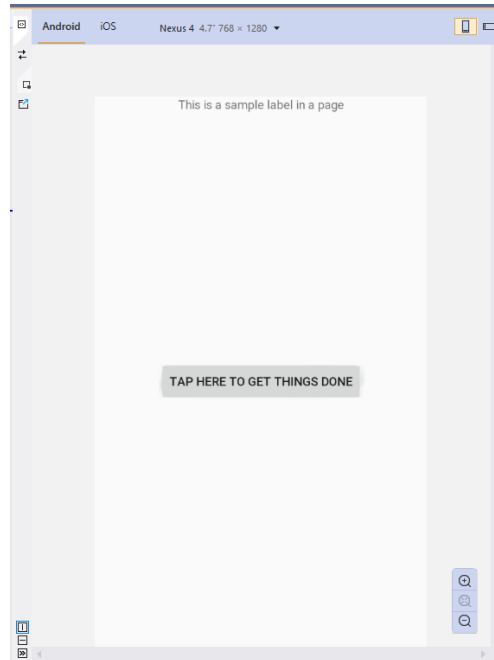 Android iOS Nexus 4 4.7" 768 × 1280
This is a sample label in a page
TAP HERE TO GET THINGS DONE